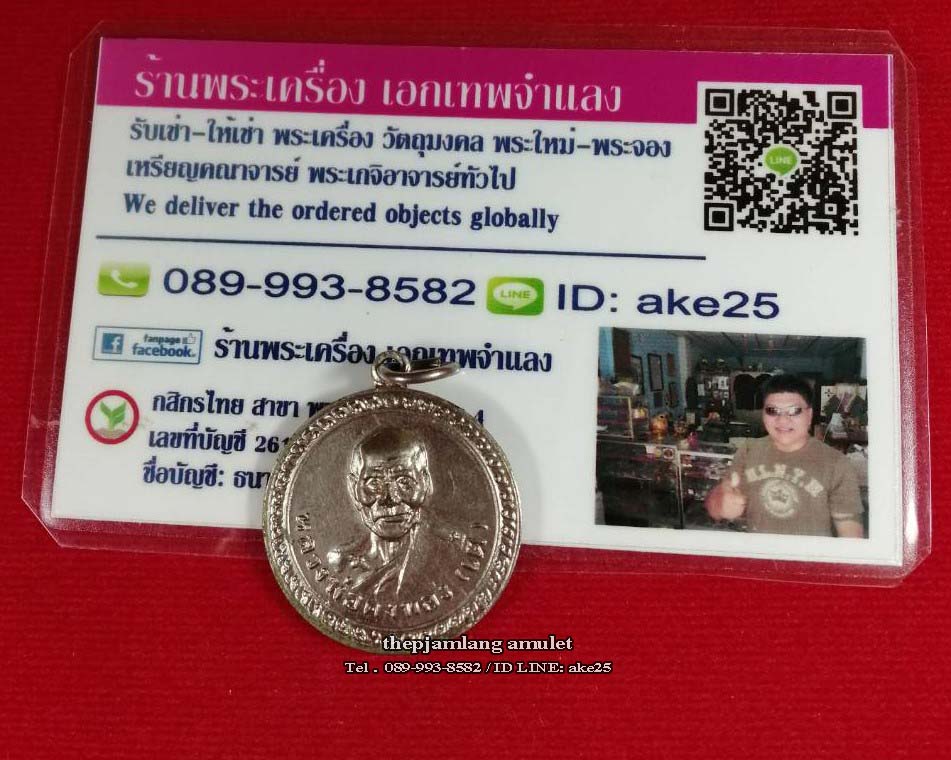 ร้านพระเครื่อง เอกเทพจำแลง
รับเช่า-ให้เช่า พระเครื่อง วัตถุมงคล พระใหม่-พระจอง
เหรียญคณาจารย์ พระเกจิอาจารย์ทั่วไป
We deliver the ordered objects globally
LINE
089-993-8582 LINE ID: ake25
fanpage
facebook. ร้านพระเครื่อง เอกเทพจำแลง
กสิกรไทย สาขา
เลขที่บัญชี 261
ชื่อบัญชี:
thepjamlang amulet
Tel . 089-993-8582 / ID LINE: ake25